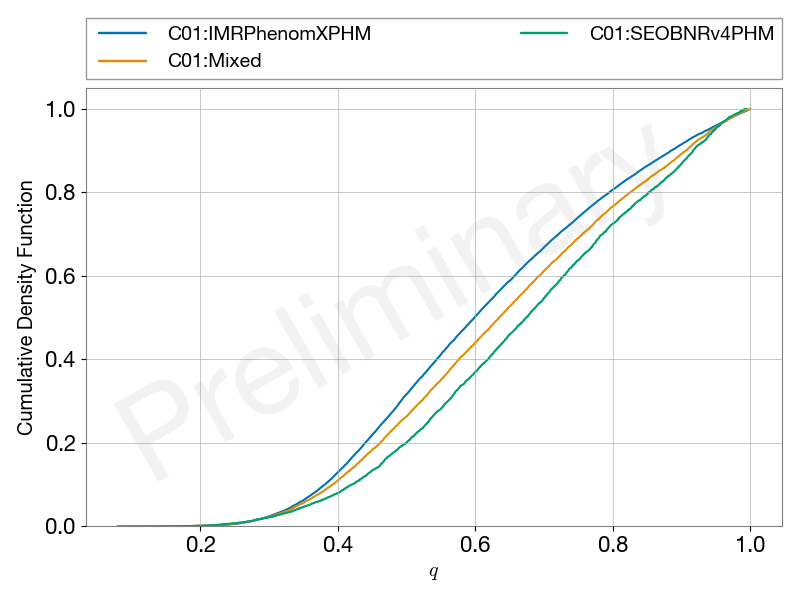 C01:IMRPhenomXPHM
C01:Mixed
C01:SEOBNRv4PHM
Cumulative Density Function
1.0
0.8
0.6
0.4
0.2
0.0
0.2 0.4 0.6 0.8 1.0
q
Preliminary